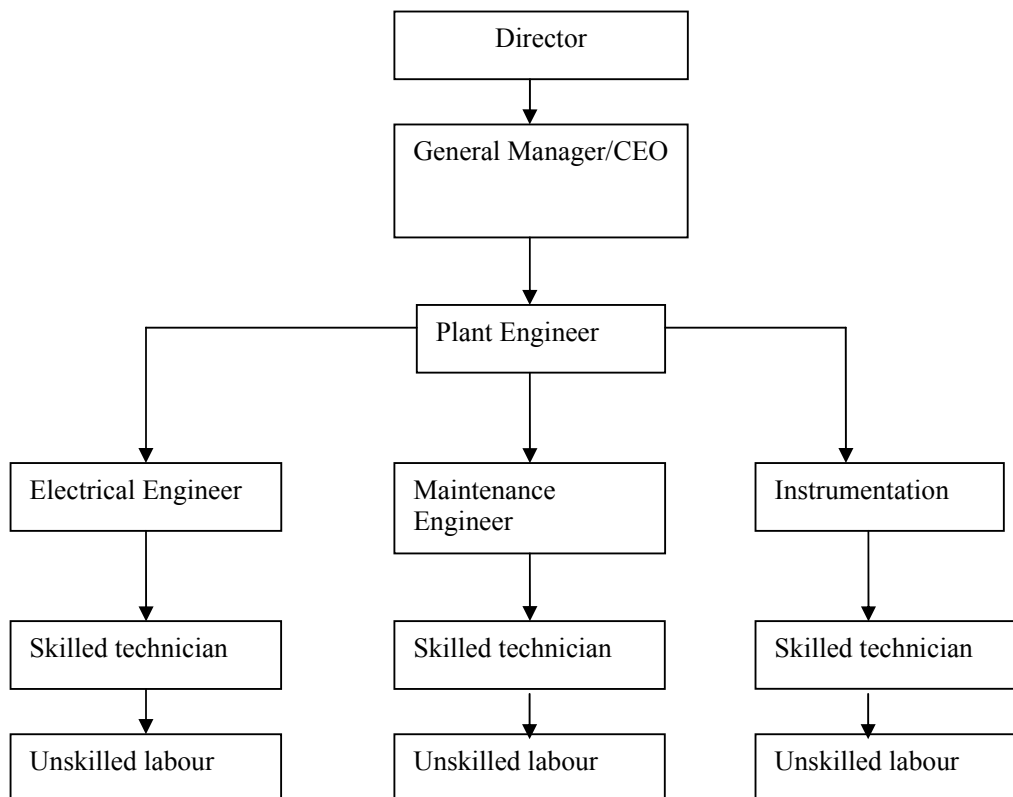 Director
General Manager/CEO
Plant Engineer
Electrical Engineer
Maintenance
Engineer
Instrumentation
Skilled technician
Skilled technician
Skilled technician
Unskilled labour
Unskilled labour
Unskilled labour